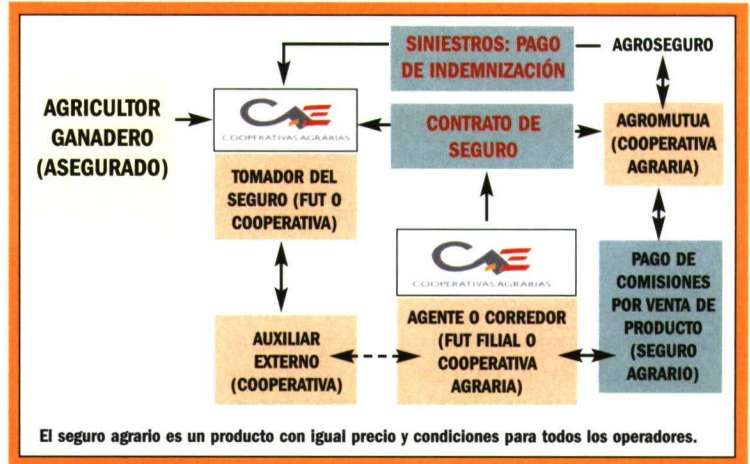 SINIESTROS: PAGO
DE INDEMNIZACIÓN
AGROSEGURO
AGRICULTOR
GANADERO
(ASEGURADO)
CAE
COOPERATIVAS AGRARIAS
CONTRATO DE
SEGURO
AGROMUTUA
(COOPERATIVA
AGRARIA)
TOMADOR DEL
SEGURO (FUT O
COOPERATIVA)
CAE
COOPERATIVAS AGRARIAS
PAGO DE
COMISIONES
POR VENTA DE
PRODUCTO
(SEGURO
AGRARIO)
AUXILIAR
EXTERNO
(COOPERATIVA)
AGENTE O CORREDOR
(FUT FILIAL O
COOPERATIVA
AGRARIA)
El seguro agrario es un producto con igual precio y condiciones para todos los operadores.